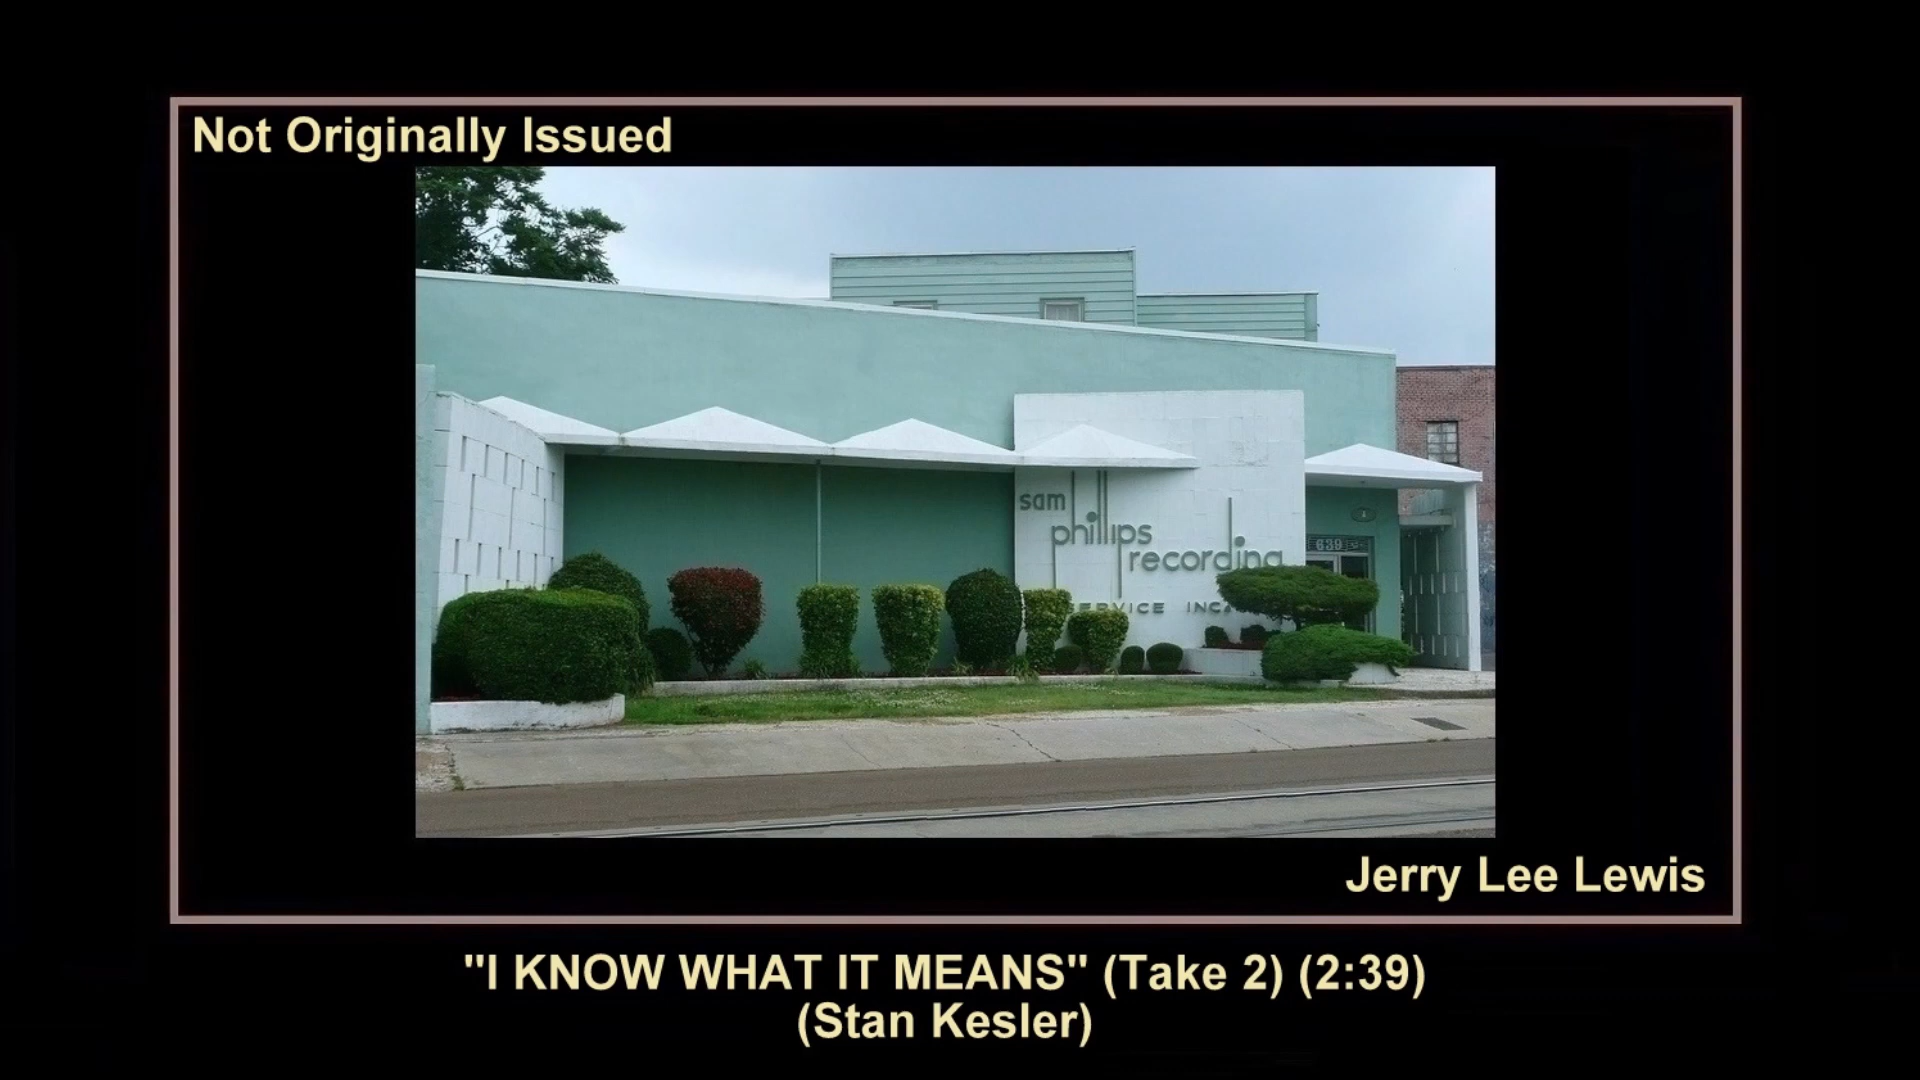 Not Originally Issued
sam
phillips
recording
SERVICE INC.
639
Jerry Lee Lewis
"I KNOW WHAT IT MEANS" (Take 2) (2:39)
(Stan Kesler)